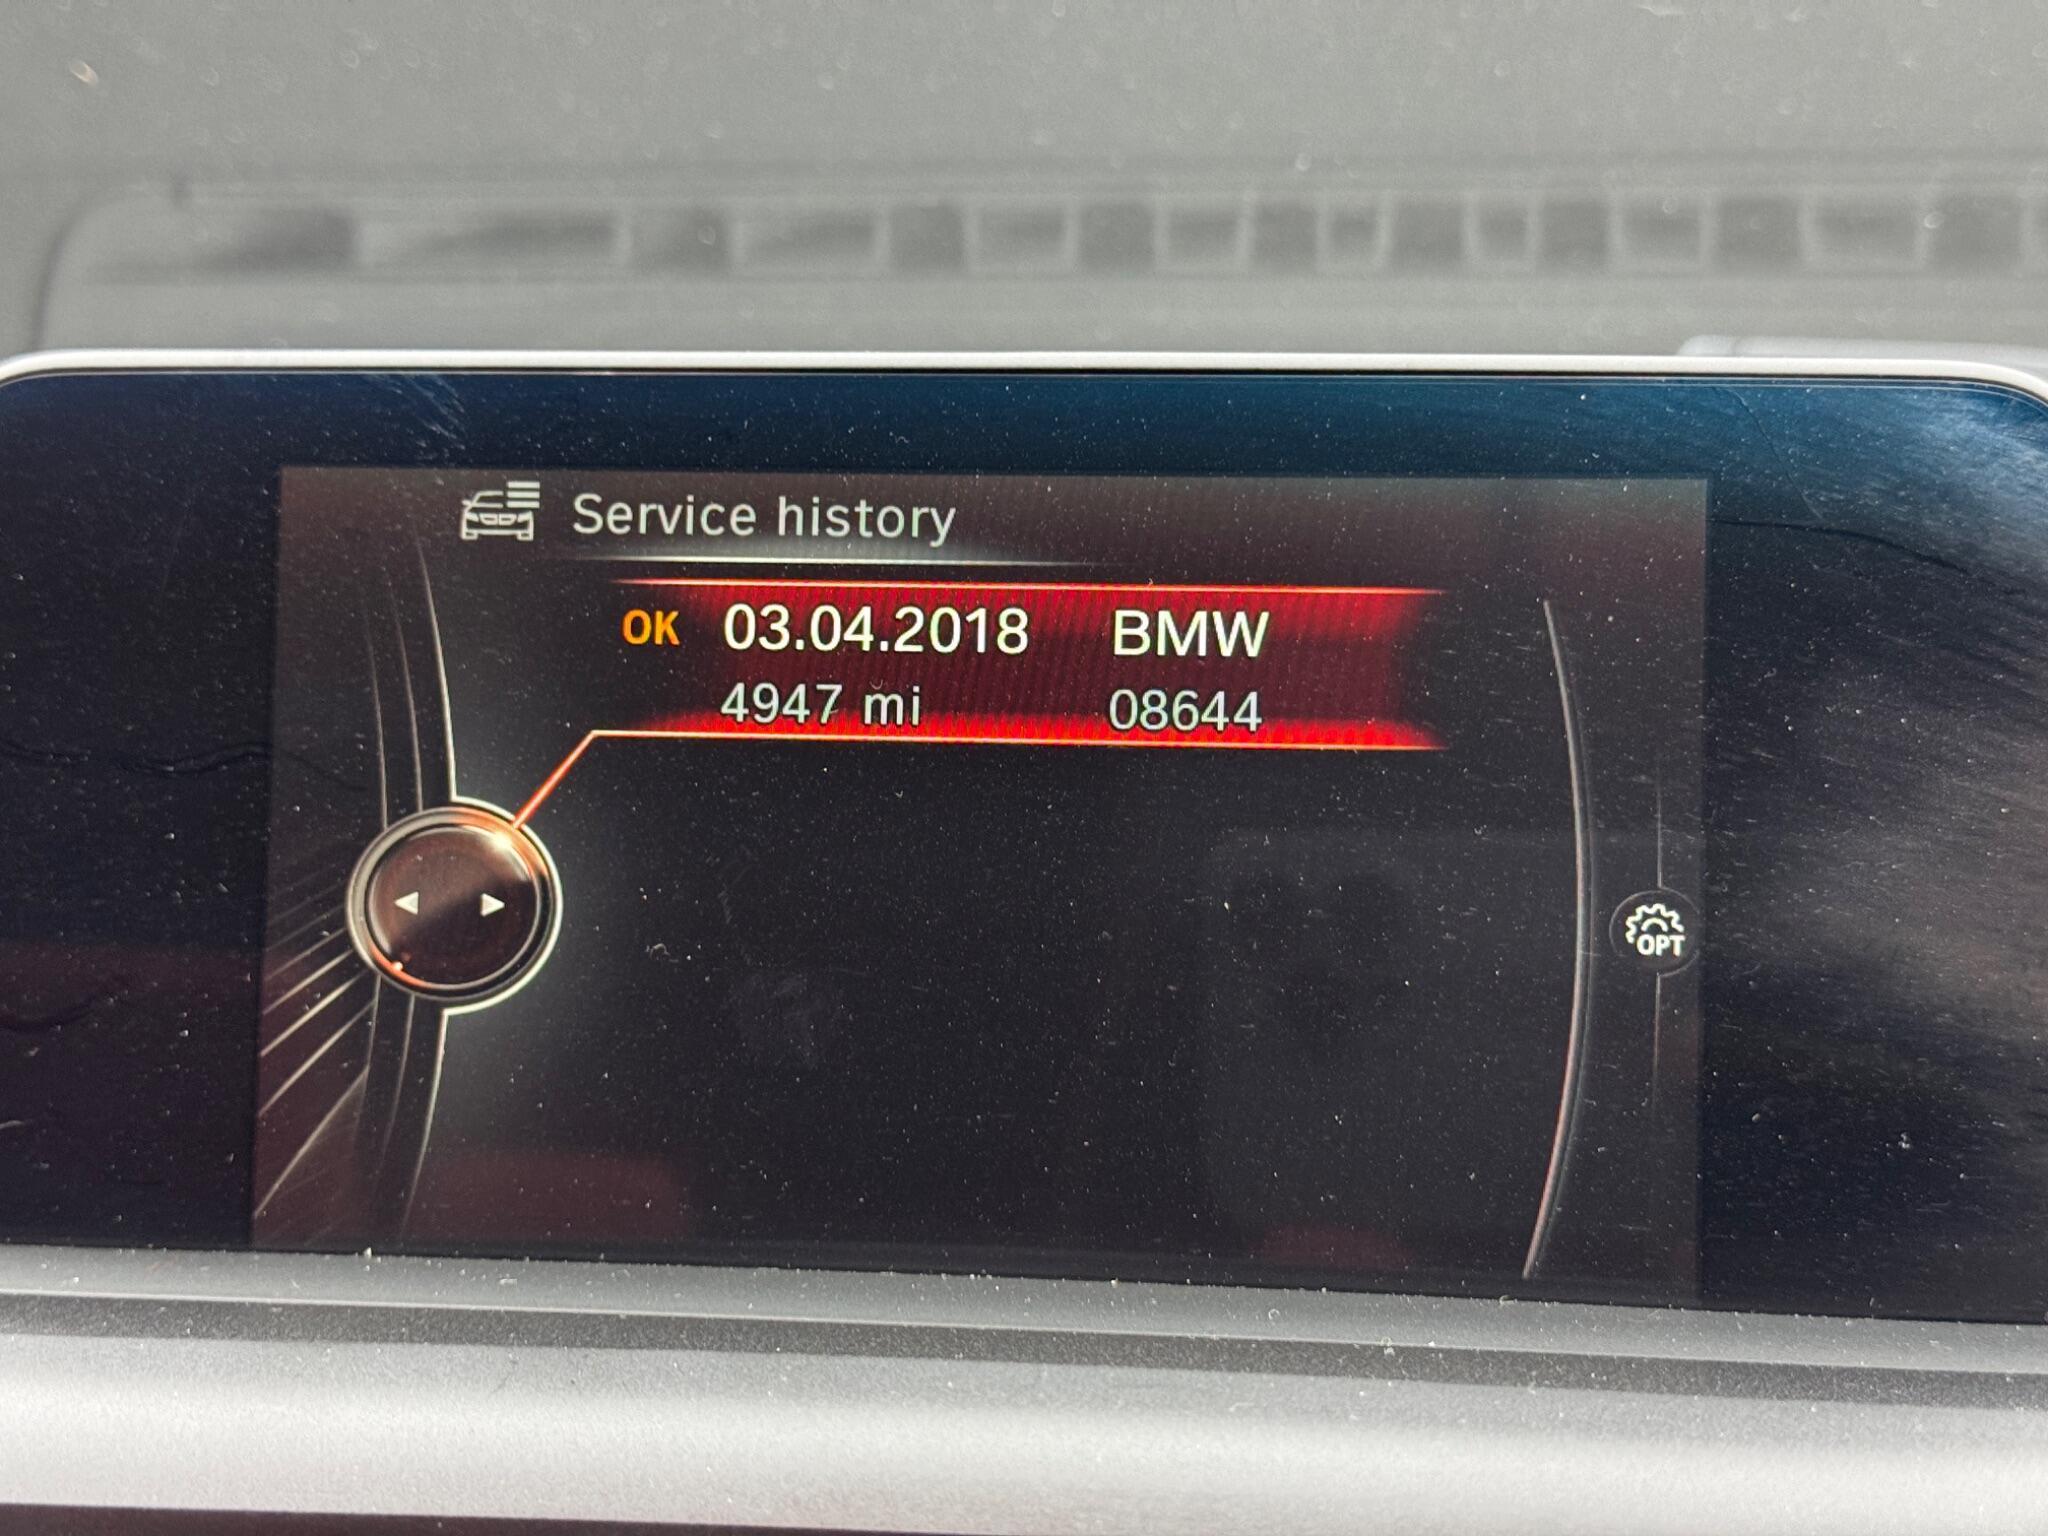 Service history
OK 03.04.2018 BMW
4947 mi 08644
OPT